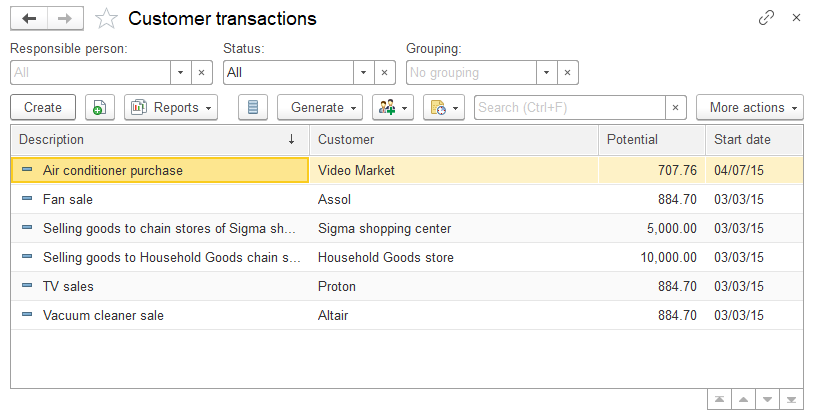 Customer transactions
Responsible person: Status: Grouping:
All All No grouping
Create Reports Generate Search (Ctrl+F) More actions
Description Customer Potential Start date
Air conditioner purchase Video Market 707.76 04/07/15
Fan sale Assol 884.70 03/03/15
Selling goods to chain stores of Sigma sh... Sigma shopping center 5,000.00 03/03/15
Selling goods to Household Goods chain s... Household Goods store 10,000.00 03/03/15
TV sales Proton 884.70 03/03/15
Vacuum cleaner sale Altair 884.70 03/03/15